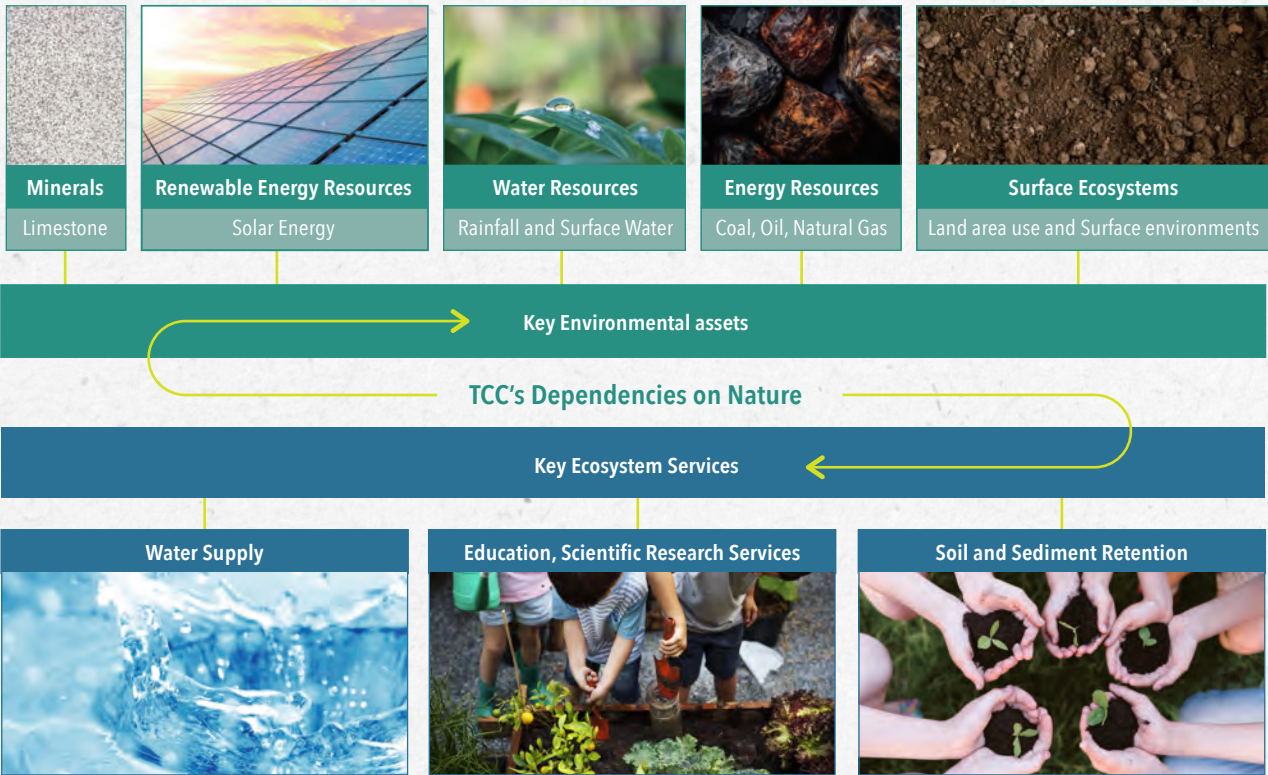 Minerals
Limestone
Renewable Energy Resources
Solar Energy
Water Resources
Rainfall and Surface Water
Energy Resources
Coal, Oil, Natural Gas
Surface Ecosystems
Land area use and Surface environments
Key Environmental assets
TCC's Dependencies on Nature
Key Ecosystem Services
Water Supply
Education, Scientific Research Services
Soil and Sediment Retention